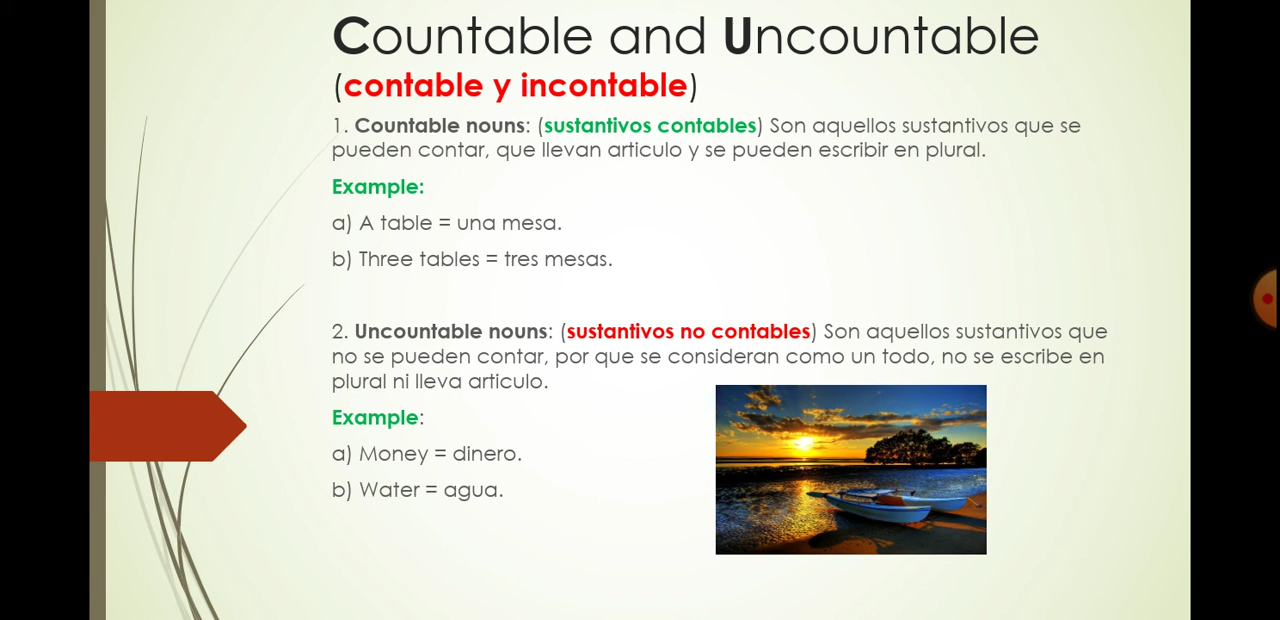 Countable and Uncountable
(contable y incontable)
1. Countable nouns: (sustantivos contables) Son aquellos sustantivos que se
pueden contar, que llevan articulo y se pueden escribir en plural.
Example:
a) A table = una mesa.
b) Three tables = tres mesas.
2. Uncountable nouns: (sustantivos no contables) Son aquellos sustantivos que
no se pueden contar, por que se consideran como un todo, no se escribe en
plural ni lleva articulo.
Example:
a) Money = dinero.
b) Water = agua.